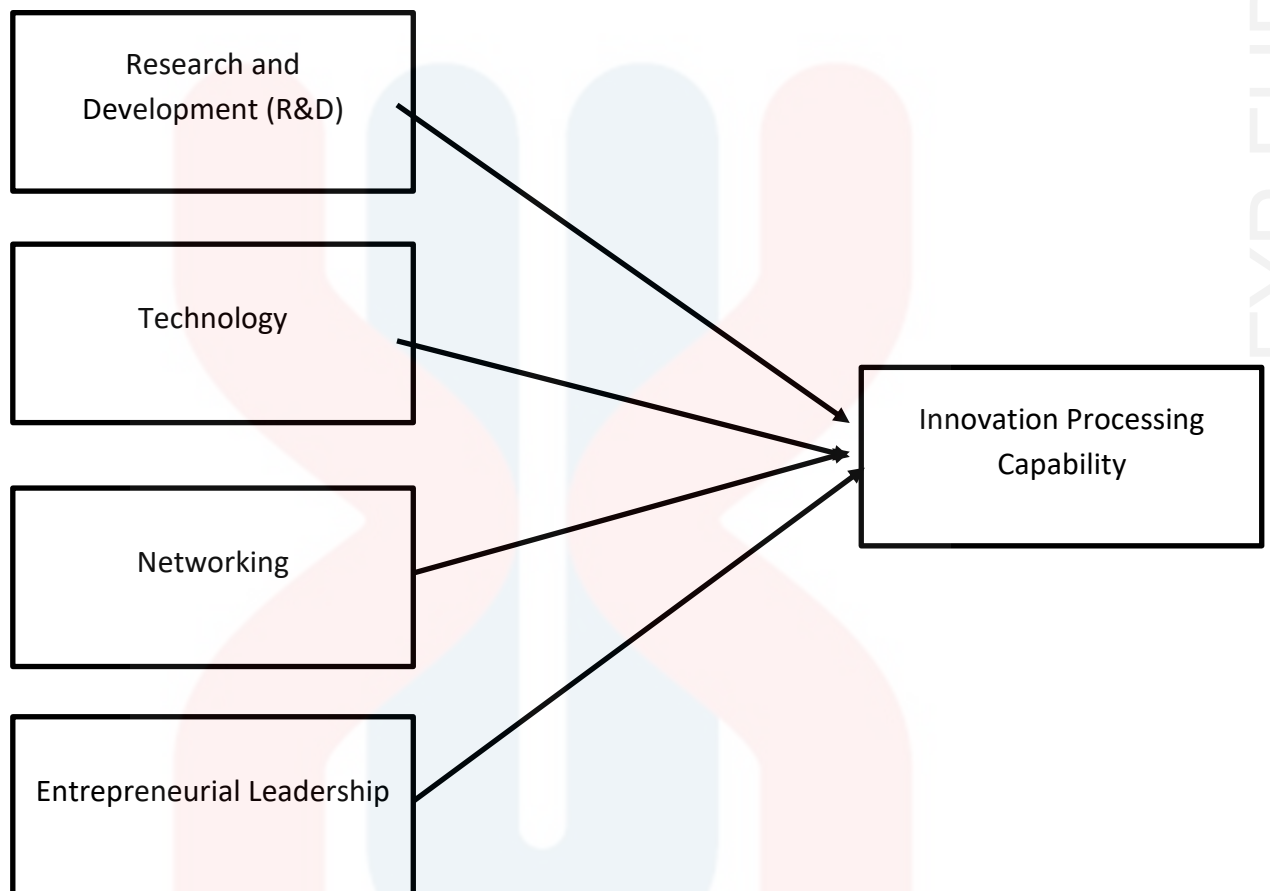 Research and
Development (R&D)
Technology
Innovation Processing
Capability
Networking
Entrepreneurial Leadership